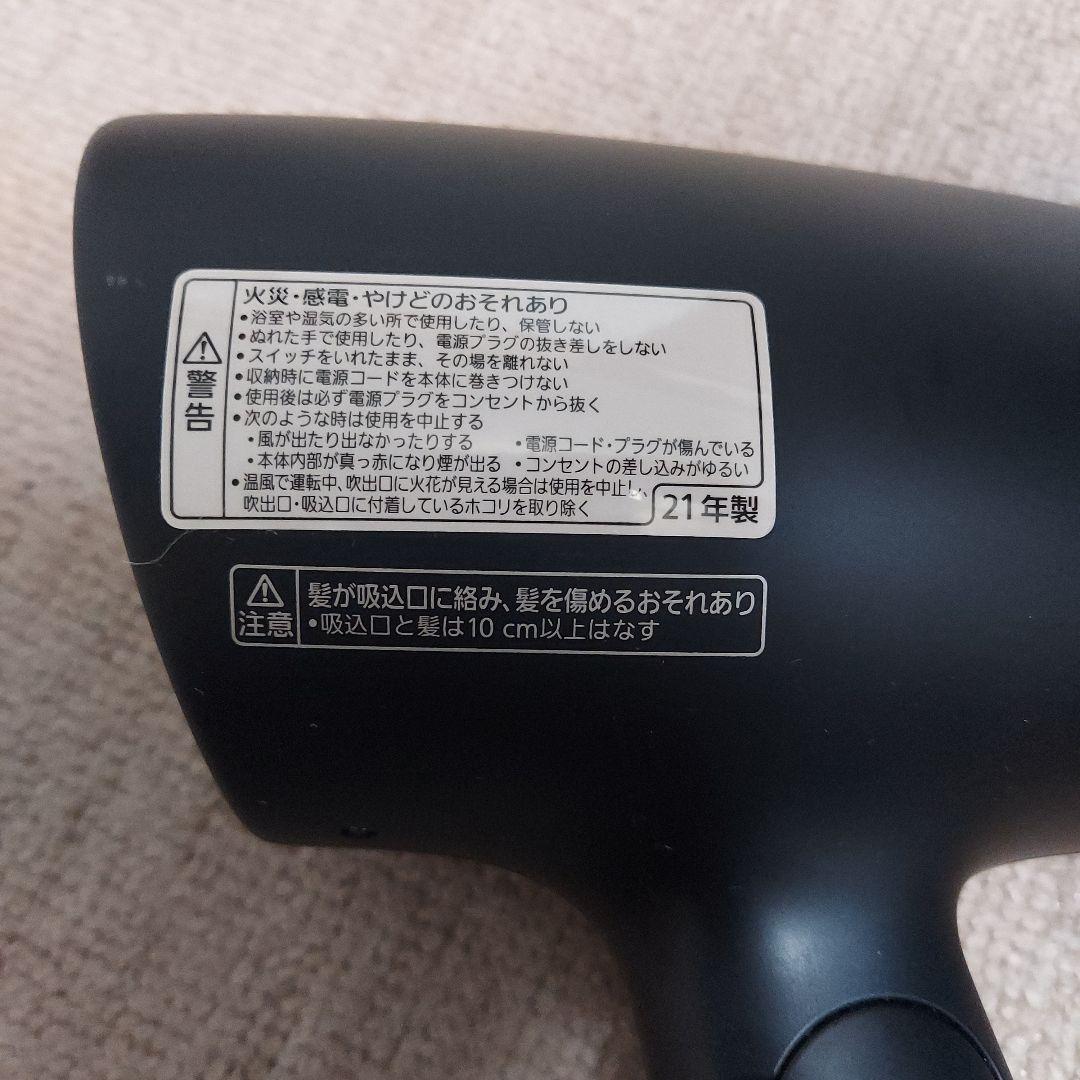 警告
火災・感電・やけどのおそれあり
•浴室や湿気の多い所で使用したり、保管しない
•ぬれた手で使用したり、電源プラグの抜き差しをしない
•スイッチをいれたまま、その場を離れない
•収納時に電源コードを本体に巻きつけない
•使用後は必ず電源プラグをコンセントから抜く
•次のような時は使用を中止する
・風が出たり出なかったりする ・電源コード・プラグが傷んでいる
・本体内部が真っ赤になり煙が出る ・コンセントの差し込みがゆるい
•温風で運転中、吹出口に火花が見える場合は使用を中止し、
吹出口・吸込口に付着しているホコリを取り除く
21年製
注意
髪が吸込口に絡み、髪を傷めるおそれあり
•吸込口と髪は10 cm以上はなす